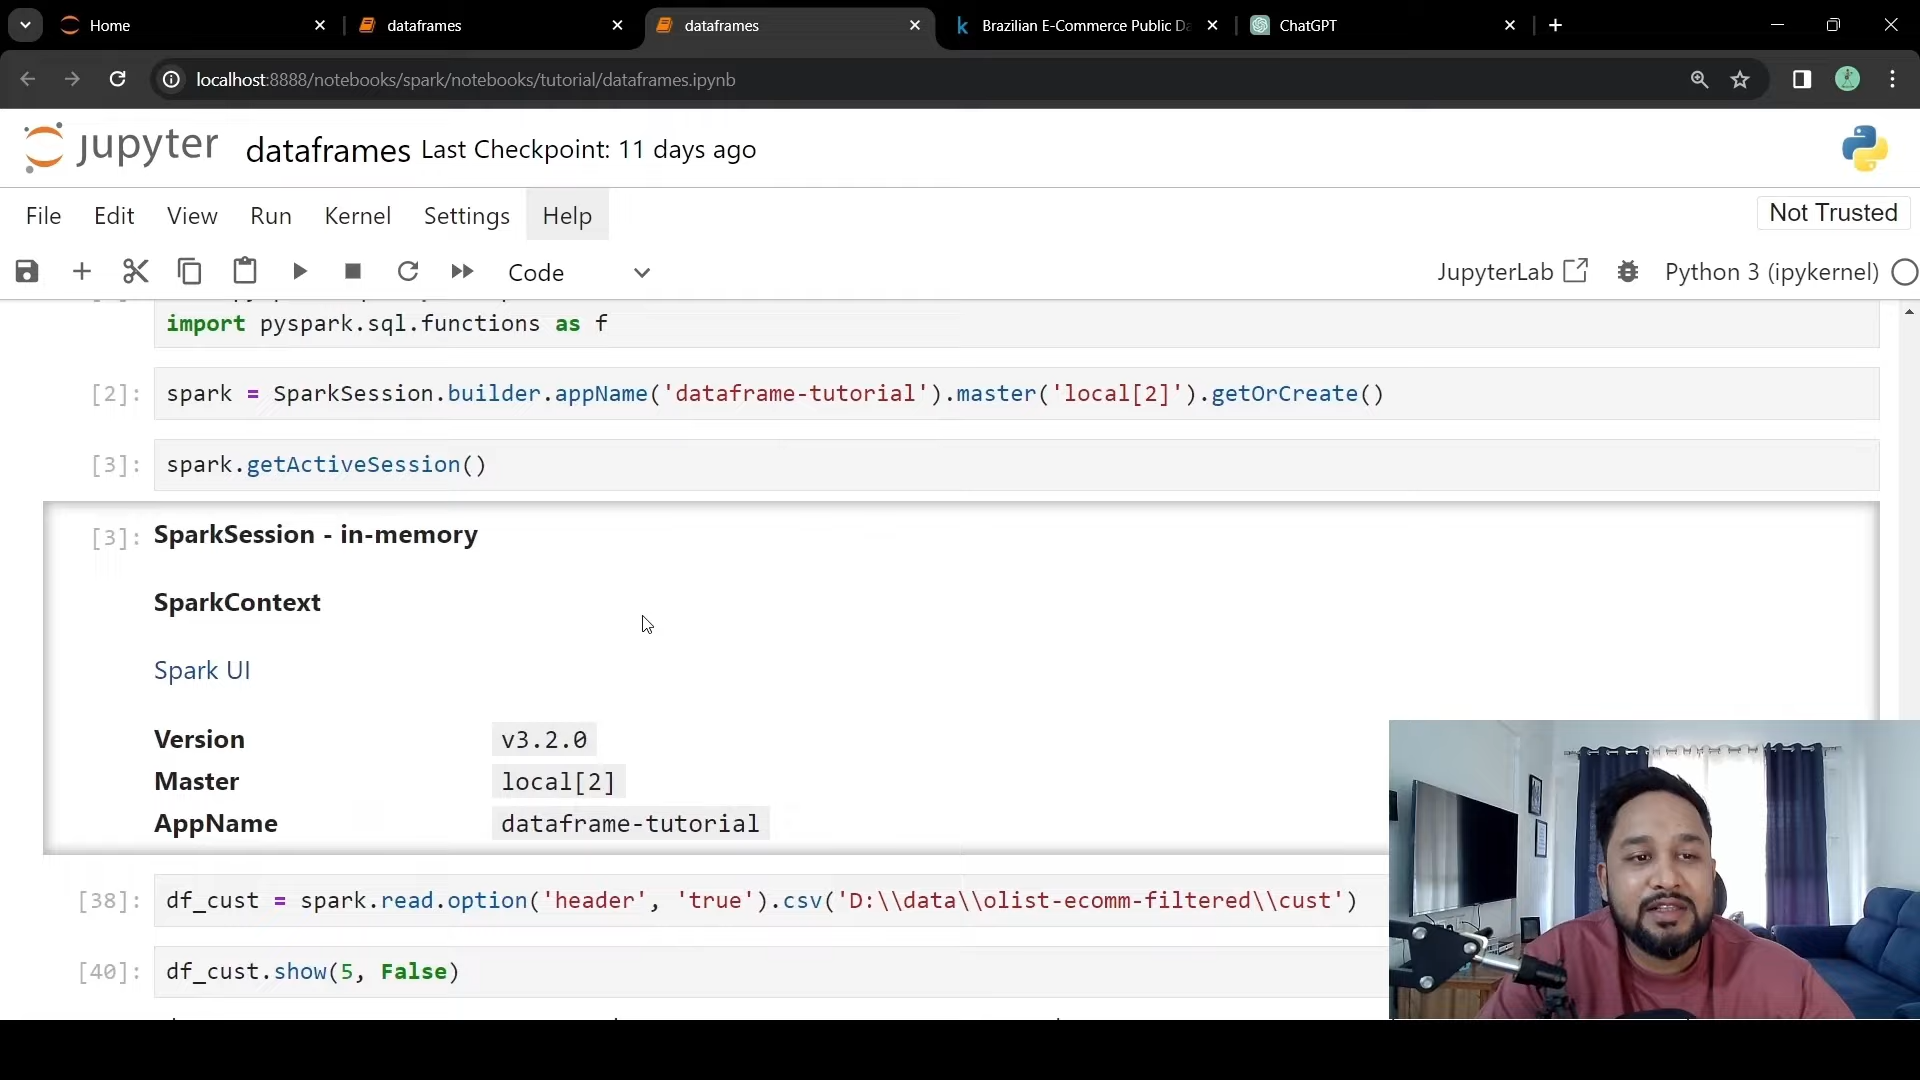 Home
dataframes
dataframes
Brazilian E-Commerce Public Da
ChatGPT
localhost:8888/notebooks/spark/notebooks/tutorial/dataframes.ipynb
jupyter dataframes Last Checkpoint: 11 days ago
File Edit View Run Kernel Settings Help Not Trusted
Code JupyterLab Python 3 (ipykernel)
import pyspark.sql.functions as f
[2]: spark = SparkSession.builder.appName('dataframe-tutorial').master('local[2]').getOrCreate()
[3]: spark.getActiveSession()
[3]: SparkSession - in-memory
SparkContext
Spark UI
Version v3.2.0
Master local[2]
AppName dataframe-tutorial
[38]: df_cust = spark.read.option('header', 'true').csv('D:\\data\\olist-ecomm-filtered\\cust')
[40]: df_cust.show(5, False)